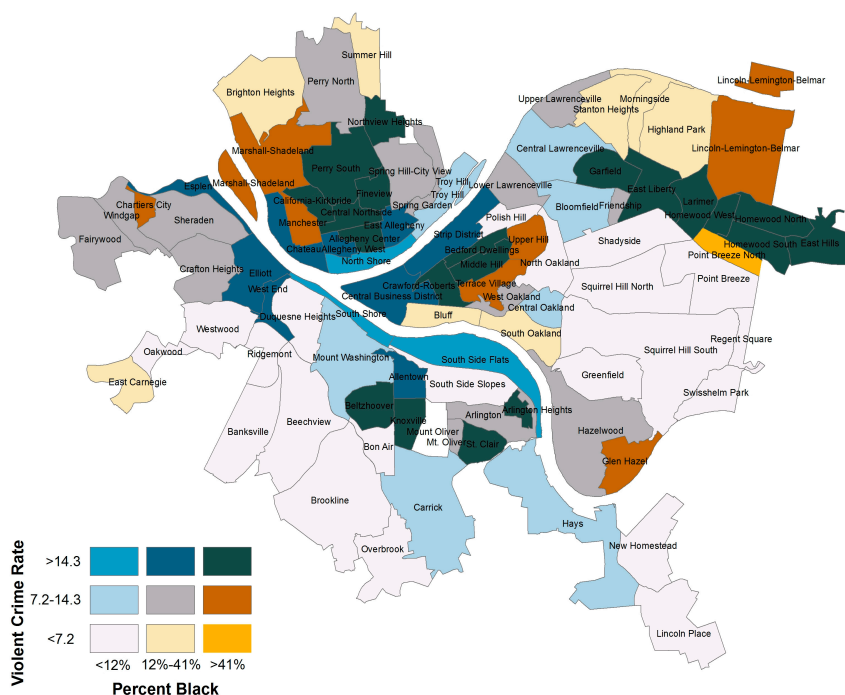 Summer Hill
Perry North
Lincoln-Lemington-Belmar
Brighton Heights
Upper Lawrenceville
Morningside
Stanton Heights
Northview Heights
Highland Park
Marshall-Shadeland
Central Lawrenceville
Lincoln-Lemington-Belmar
Perry South
Spring Hill-City View
Garfield
Marshall-Shadeland
Troy Hill
Lower Lawrenceville
Esplen
East Liberty
Fineview
Troy Hill
California-Kirkbride
Larimer
Chartiers City
Spring Garden
Bloomfield
Friendship
Windgap
Central Northside
Homewood West
Sheraden
Manchester
East Allegheny
Polish Hill
Homewood North
Fairywood
Allegheny Center
Strip District
Upper Hill
Shadyside
Homewood South
East Hills
Chateau
Allegheny West
Bedford Dwellings
Point Breeze North
North Shore
Middle Hill
North Oakland
Crafton Heights
Elliott
Point Breeze
West End
Crawford-Roberts
Terrace Village
Squirrel Hill North
Central Business District
West Oakland
Central Oakland
Duquesne Heights
South Shore
Bluff
Westwood
South Oakland
Regent Square
Oakwood
Ridgemont
Mount Washington
South Side Flats
Squirrel Hill South
East Carnegie
Allentown
South Side Slopes
Greenfield
Swisshelm Park
Beltzhoover
Arlington Heights
Beechview
Knoxville
Arlington
Banksville
Mount Oliver
Hazelwood
Bon Air
Mt. Oliver
St. Clair
Glen Hazel
Brookline
Carrick
Hays
Overbrook
New Homestead
Lincoln Place
Violent Crime Rate
>14.3
7.2-14.3
<7.2
<12% 12%-41% >41%
Percent Black